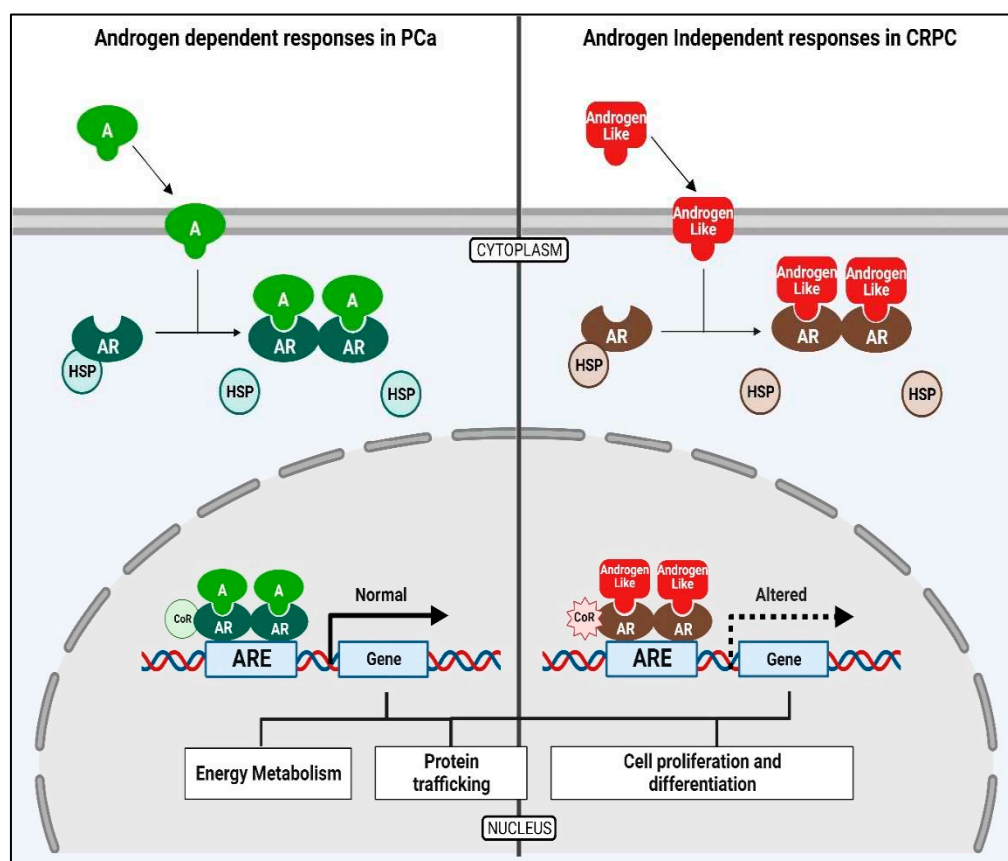 Androgen dependent responses in PCa
Androgen Independent responses in CRPC
A
Androgen
Like
A
Androgen
Like
CYTOPLASM
A
A
Androgen
Like
Androgen
Like
AR
AR
AR
AR
AR
AR
HSP
HSP
HSP
HSP
HSP
HSP
A
A
Normal
Androgen
Like
Androgen
Like
Altered
CoR
AR
AR
CoR
AR
AR
ARE
Gene
ARE
Gene
Energy Metabolism
Protein
trafficking
Cell proliferation and
differentiation
NUCLEUS